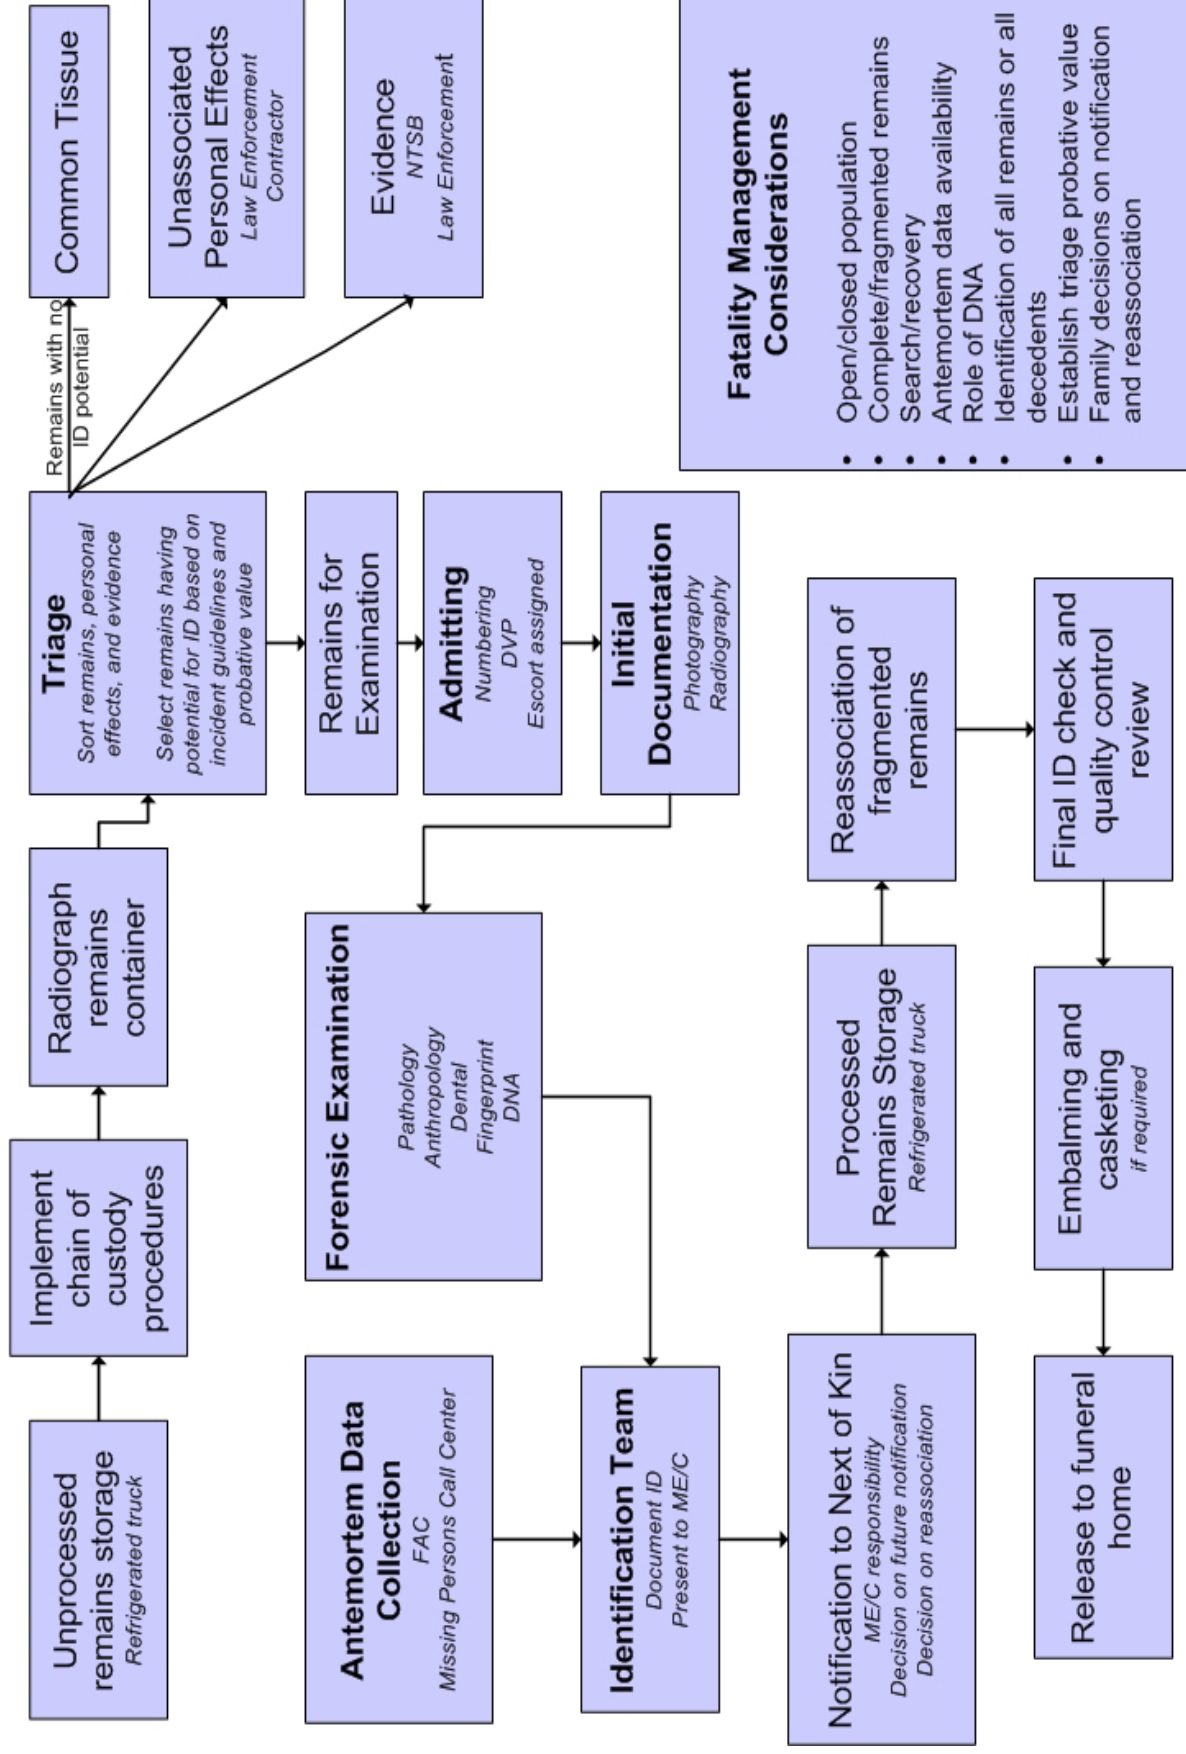 Unprocessed
remains storage
Refrigerated truck
Implement
chain of
custody
procedures
Radiograph
remains
container
Triage
Sort remains, personal
effects, and evidence
Select remains having
potential for ID based on
incident guidelines and
probative value
Remains with no
ID potential
Common Tissue
Unassociated
Personal Effects
Law Enforcement
Contractor
Evidence
NTSB
Law Enforcement
Remains for
Examination
Admitting
Numbering
DVP
Escort assigned
Initial
Documentation
Photography
Radiography
Forensic Examination
Pathology
Anthropology
Dental
Fingerprint
DNA
Antemortem Data
Collection
FAC
Missing Persons Call Center
Identification Team
Document ID
Present to ME/C
Notification to Next of Kin
ME/C responsibility
Decision on future notification
Decision on reassociation
Processed
Remains Storage
Refrigerated truck
Reassociation of
fragmented
remains
Final ID check and
quality control
review
Embalming and
casketing
if required
Release to funeral
home
Fatality Management
Considerations
• Open/closed population
• Complete/fragmented remains
• Search/recovery
• Antemortem data availability
• Role of DNA
• Identification of all remains or all
decedents
• Establish triage probative value
• Family decisions on notification
and reassociation